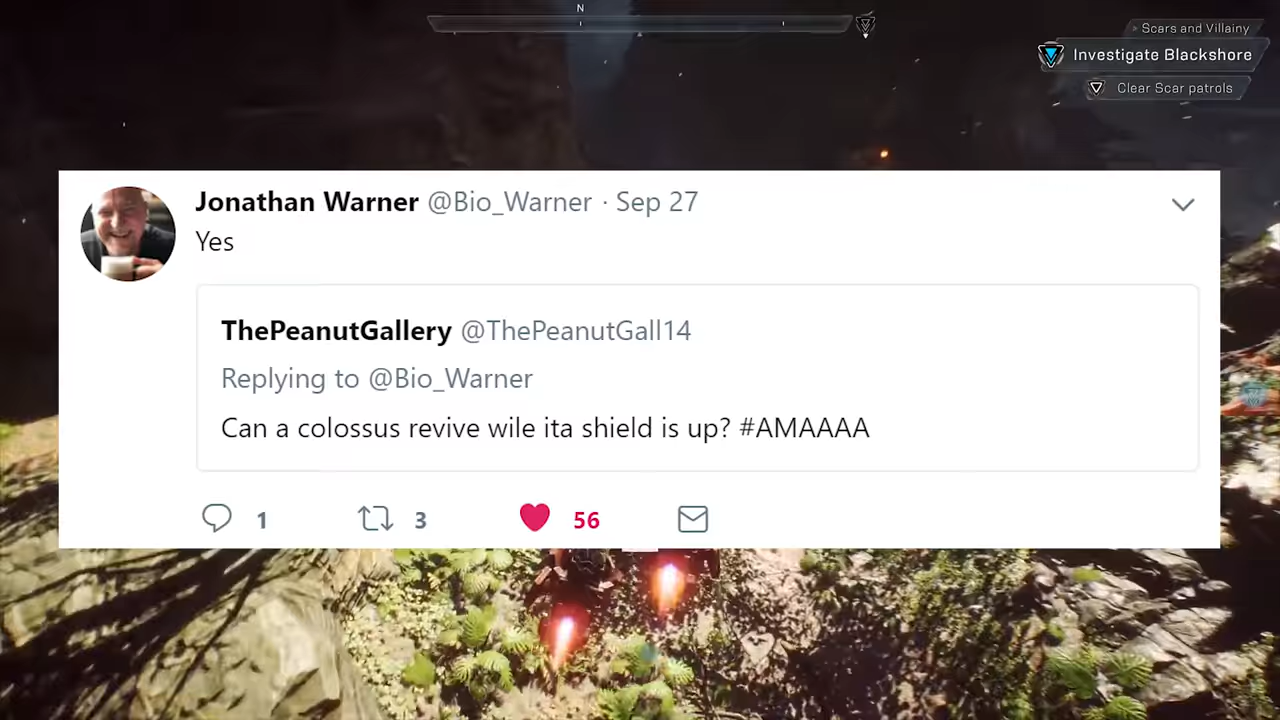 N
Scars and Villainy
Investigate Blackshore
Clear Scar patrols
Jonathan Warner @Bio_Warner · Sep 27
Yes
ThePeanutGallery @ThePeanutGall14
Replying to @Bio_Warner
Can a colossus revive wile ita shield is up? #AMAAAA
1 3 56